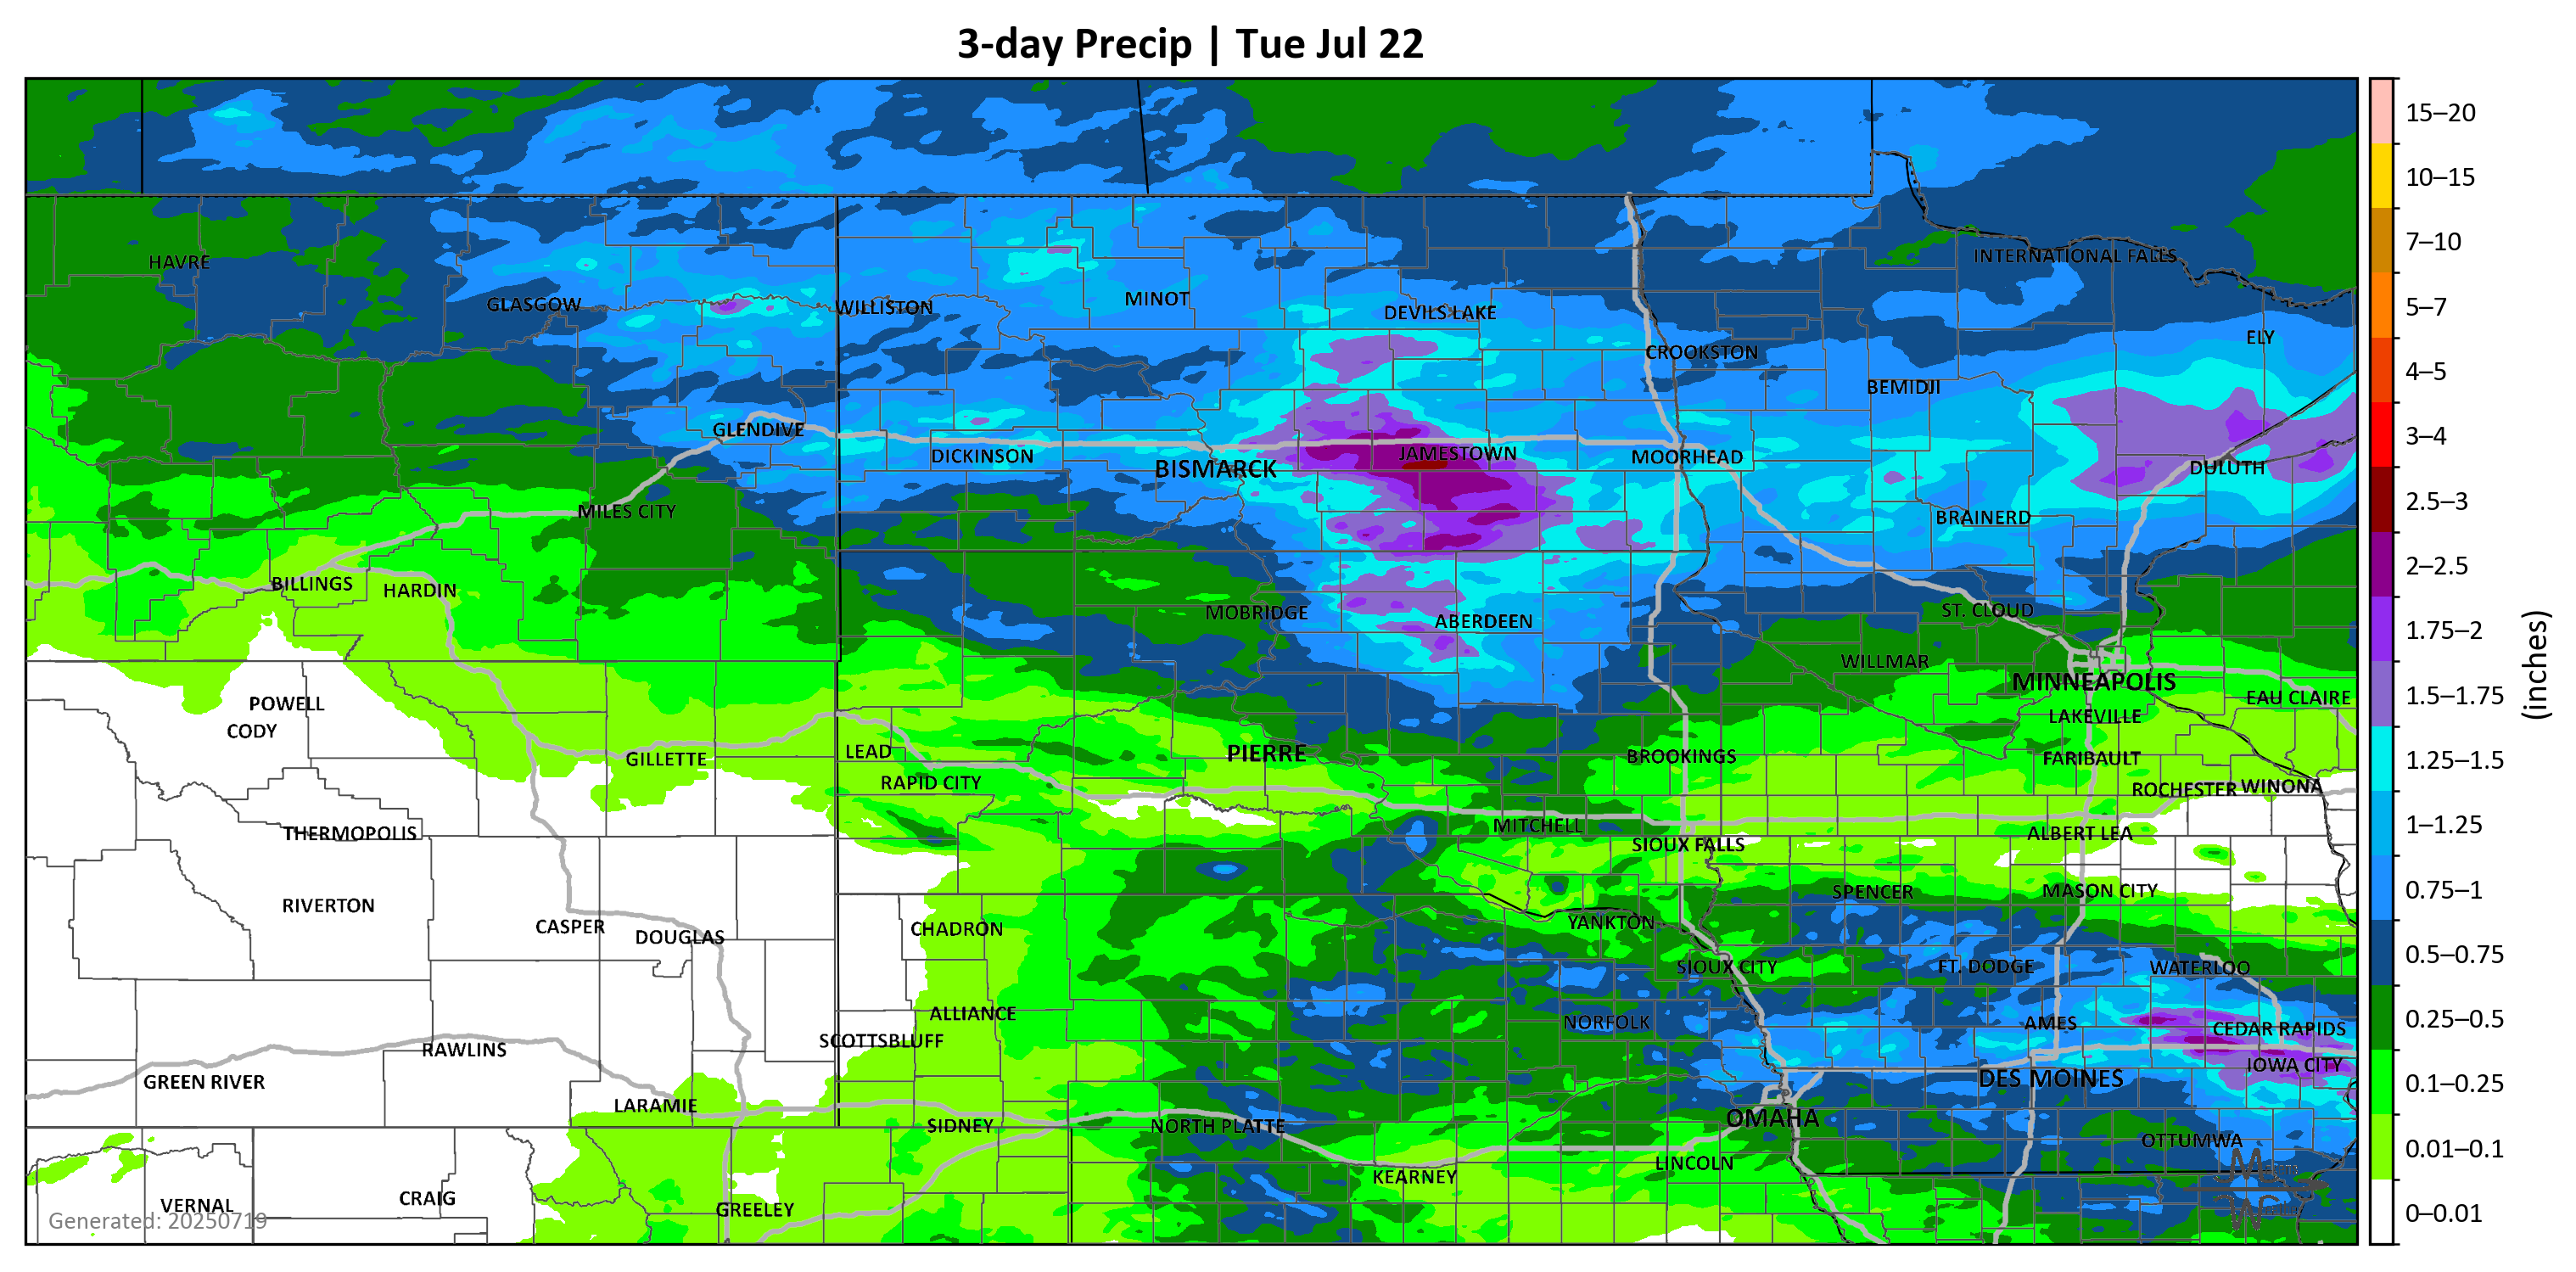 3-day Precip | Tue Jul 22
HAVRE
GLASGOW
WILLISTON
MINOT
DEVILS LAKE
INTERNATIONAL FALLS
ELY
CROOKSTON
BEMIDJI
GLENDIVE
DICKINSON
BISMARCK
JAMESTOWN
MOORHEAD
DULUTH
MILES CITY
BRAINERD
BILLINGS
HARDIN
MOBRIDGE
ABERDEEN
ST. CLOUD
WILLMAR
MINNEAPOLIS
EAU CLAIRE
POWELL
CODY
LAKEVILLE
GILLETTE
LEAD
PIERRE
BROOKINGS
FARIBAULT
RAPID CITY
ROCHESTER
WINONA
THERMOPOLIS
MITCHELL
SIOUX FALLS
ALBERT LEA
RIVERTON
SPENCER
MASON CITY
CASPER
DOUGLAS
CHADRON
YANKTON
SIOUX CITY
FT. DODGE
WATERLOO
ALLIANCE
SCOTTSBLUFF
NORFOLK
AMES
CEDAR RAPIDS
RAWLINS
GREEN RIVER
IOWA CITY
DES MOINES
LARAMIE
SIDNEY
NORTH PLATTE
OMAHA
OTTUMWA
LINCOLN
KEARNEY
VERNAL
CRAIG
GREELEY
Generated: 20250719
15–20
10–15
7–10
5–7
4–5
3–4
2.5–3
2–2.5
1.75–2
1.5–1.75
1.25–1.5
1–1.25
0.75–1
0.5–0.75
0.25–0.5
0.1–0.25
0.01–0.1
0–0.01
(inches)